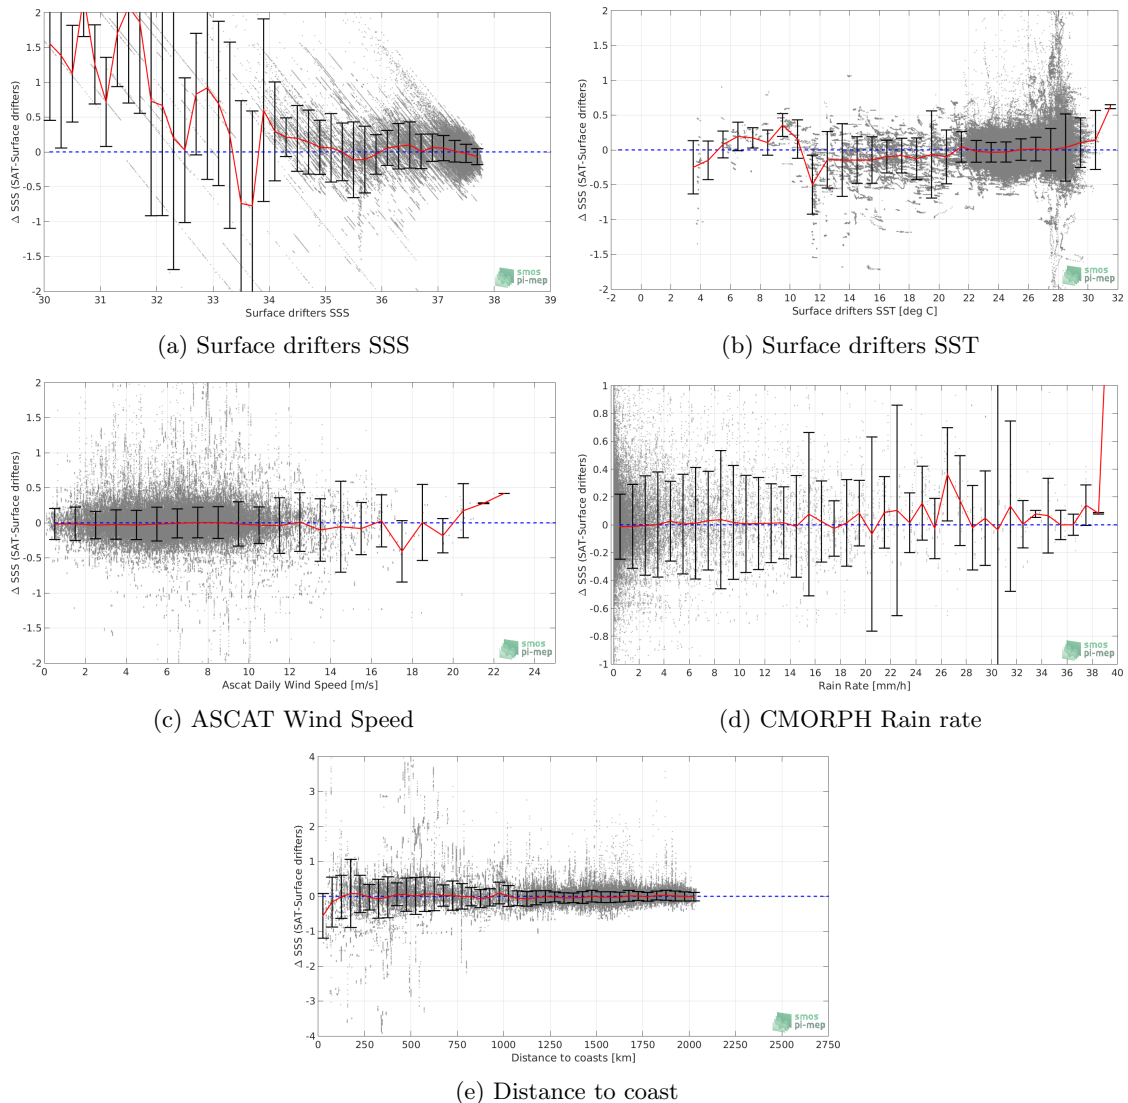 Δ SSS (SAT-Surface drifters)
2
1.5
1
0.5
0
-0.5
-1
-1.5
-2
30 31 32 33 34 35 36 37 38 39
Surface drifters SSS
smos
pi-mep
(a) Surface drifters SSS
Δ SSS (SAT-Surface drifters)
2
1.5
1
0.5
0
-0.5
-1
-1.5
-2
-2 0 2 4 6 8 10 12 14 16 18 20 22 24 26 28 30 32
Surface drifters SST [deg C]
smos
pi-mep
(b) Surface drifters SST
Δ SSS (SAT-Surface drifters)
2
1.5
1
0.5
0
-0.5
-1
-1.5
-2
0 2 4 6 8 10 12 14 16 18 20 22 24
Ascat Daily Wind Speed [m/s]
smos
pi-mep
(c) ASCAT Wind Speed
Δ SSS (SAT-Surface drifters)
1
0.8
0.6
0.4
0.2
0
-0.2
-0.4
-0.6
-0.8
-1
0 2 4 6 8 10 12 14 16 18 20 22 24 26 28 30 32 34 36 38 40
Rain Rate [mm/h]
smos
pi-mep
(d) CMORPH Rain rate
Δ SSS (SAT-Surface drifters)
4
3
2
1
0
-1
-2
-3
-4
0 250 500 750 1000 1250 1500 1750 2000 2250 2500 2750
Distance to coasts [km]
smos
pi-mep
(e) Distance to coast